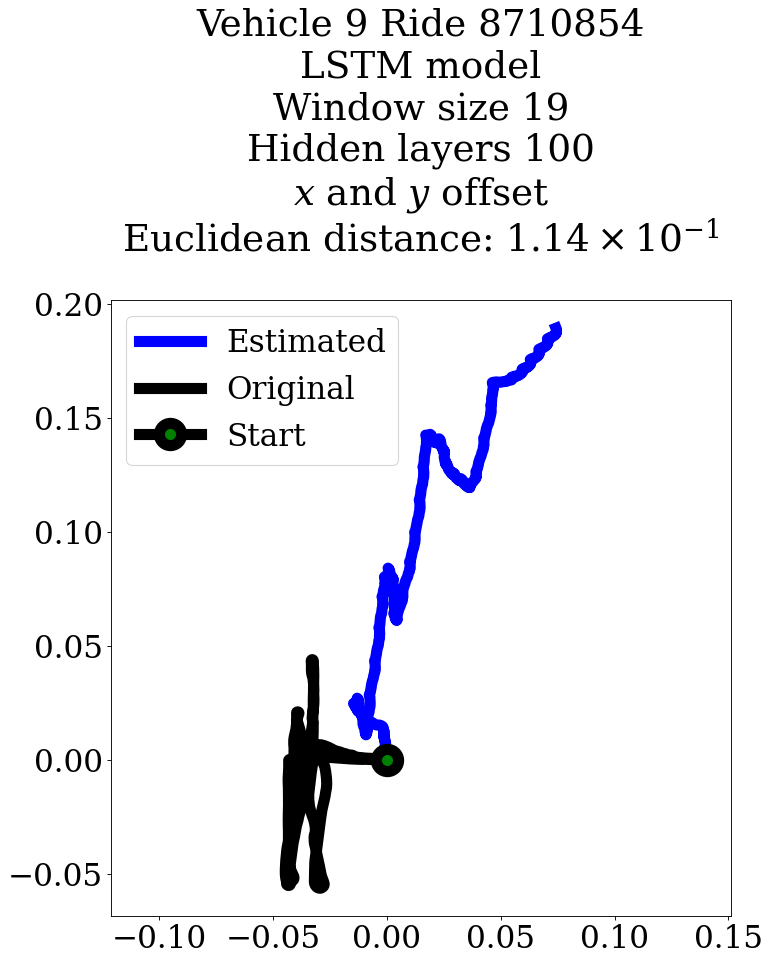 Vehicle 9 Ride 8710854
LSTM model
Window size 19
Hidden layers 100
x and y offset
Euclidean distance: 1.14 × 10⁻¹
0.20
0.15
0.10
0.05
0.00
−0.05
Estimated
Original
Start
−0.10 −0.05 0.00 0.05 0.10 0.15